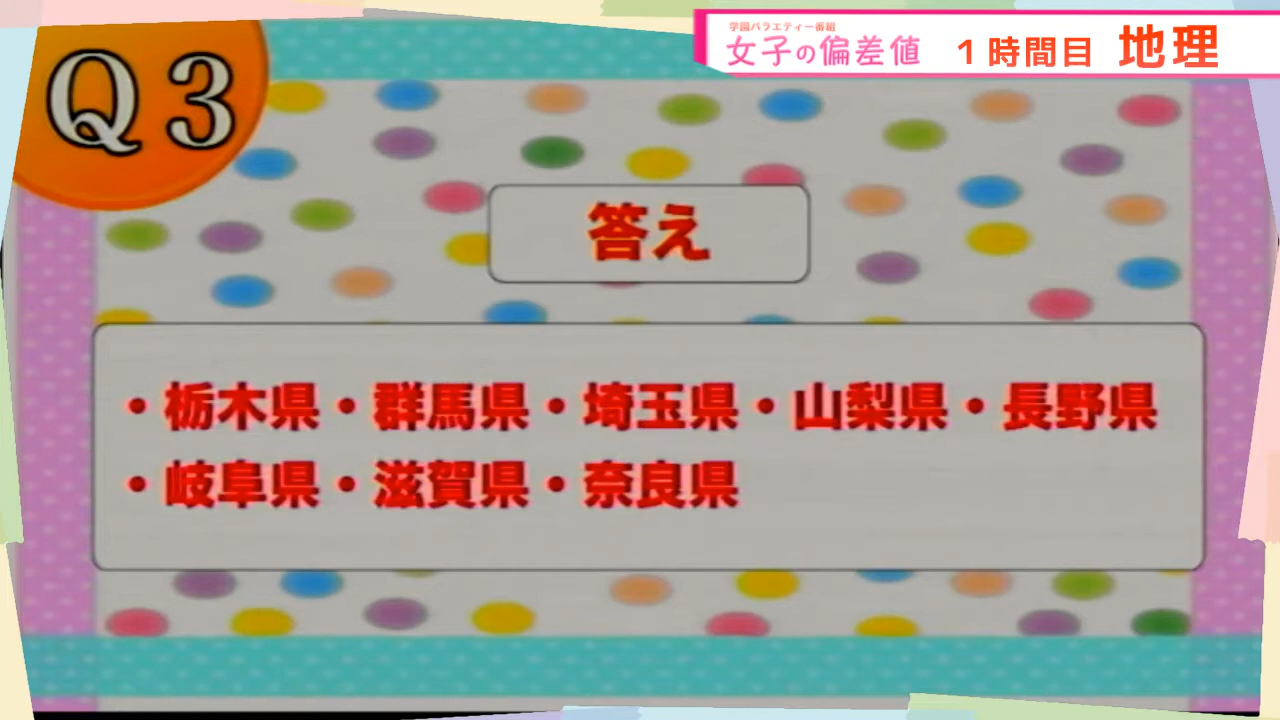 Q3
学園バラエティー番組
女子の偏差値 1時間目 地理
答え
・栃木県・群馬県・埼玉県・山梨県・長野県
・岐阜県・滋賀県・奈良県